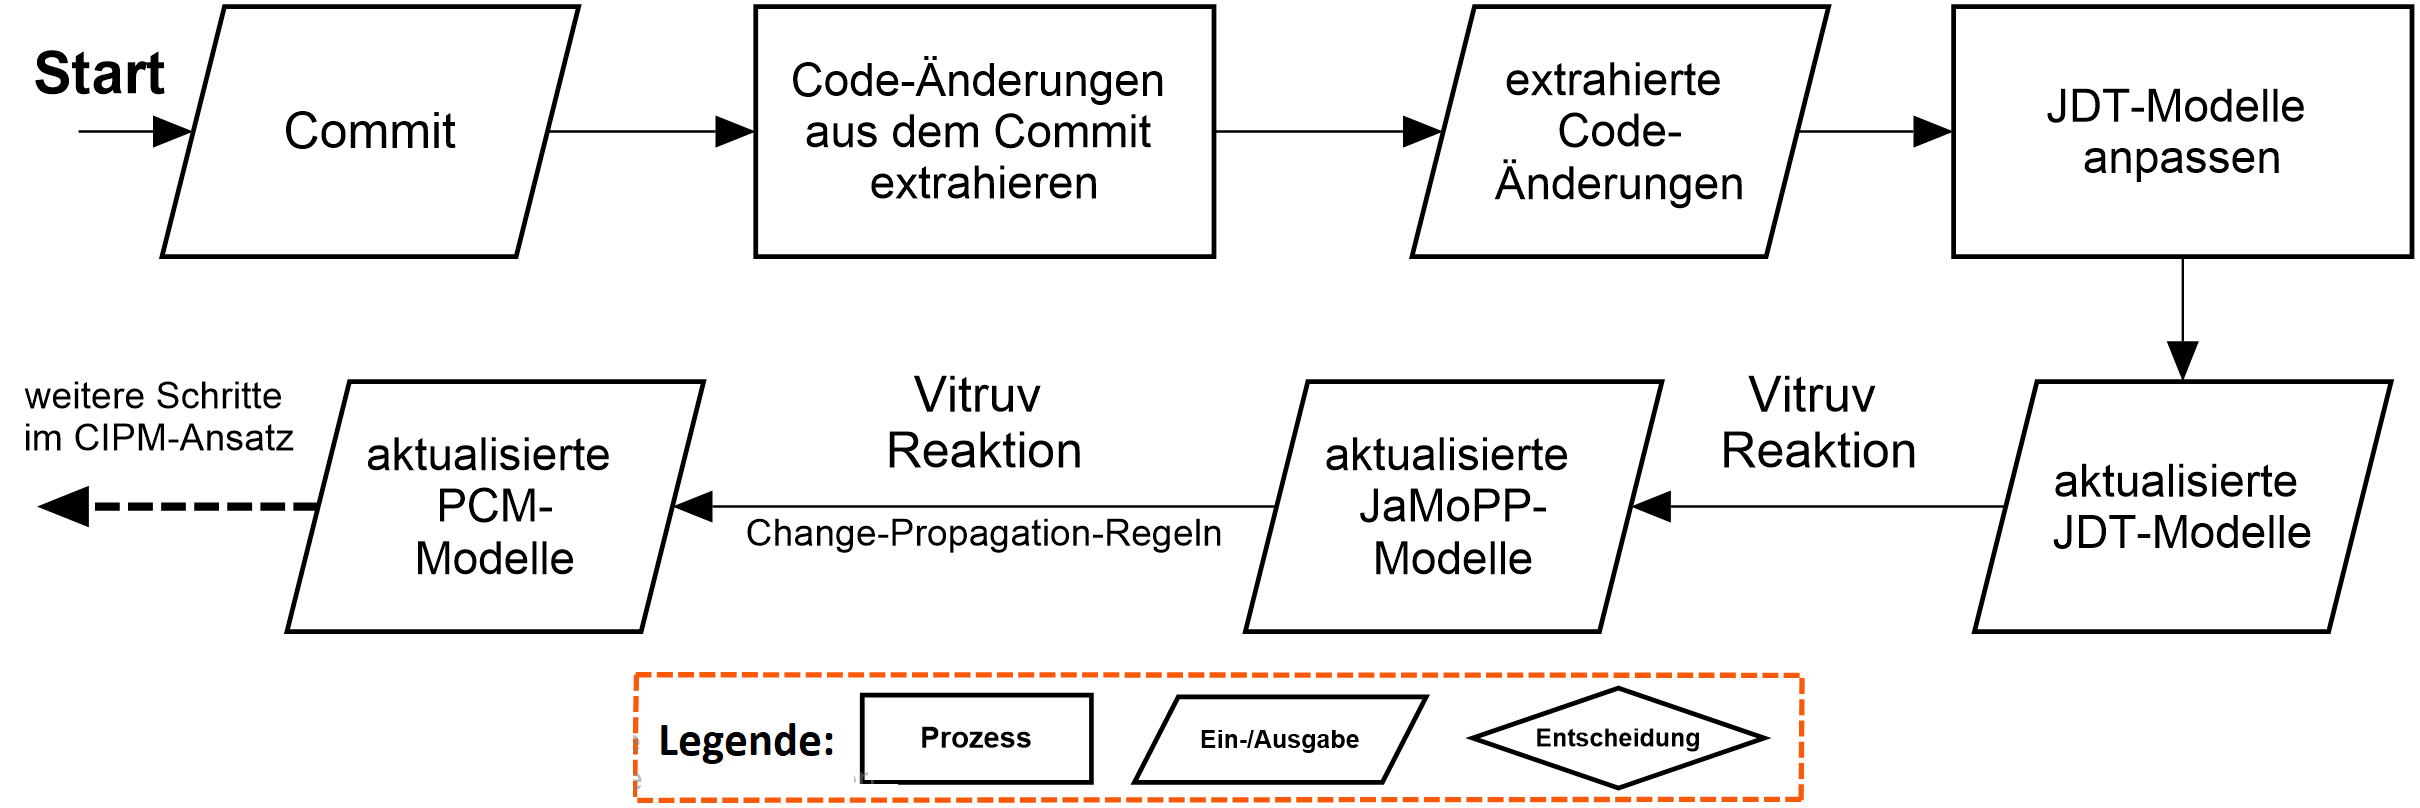 Start
Commit
Code-Änderungen
aus dem Commit
extrahieren
extrahierte
Code-
Änderungen
JDT-Modelle
anpassen
weitere Schritte
im CIPM-Ansatz
aktualisierte
PCM-
Modelle
Vitruv
Reaktion
Change-Propagation-Regeln
aktualisierte
JaMoPP-
Modelle
Vitruv
Reaktion
aktualisierte
JDT-Modelle
Legende:
Prozess
Ein-/Ausgabe
Entscheidung